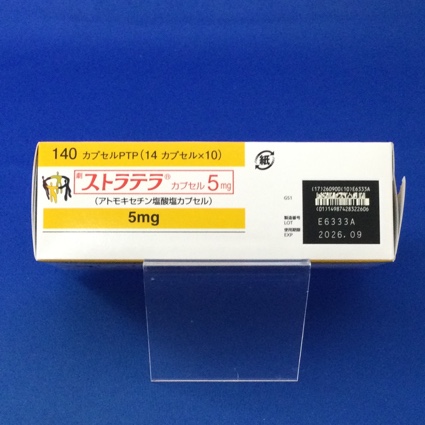 140 カプセルPTP(14 カプセル×10)
紙
劇 ストラテラ® カプセル 5mg
(アトモキセチン塩酸塩カプセル)
5mg
(17)260900(10)E6333A
GS1
(01)14987428322606
製造番号 LOT E6333A
使用期限 EXP 2026.09